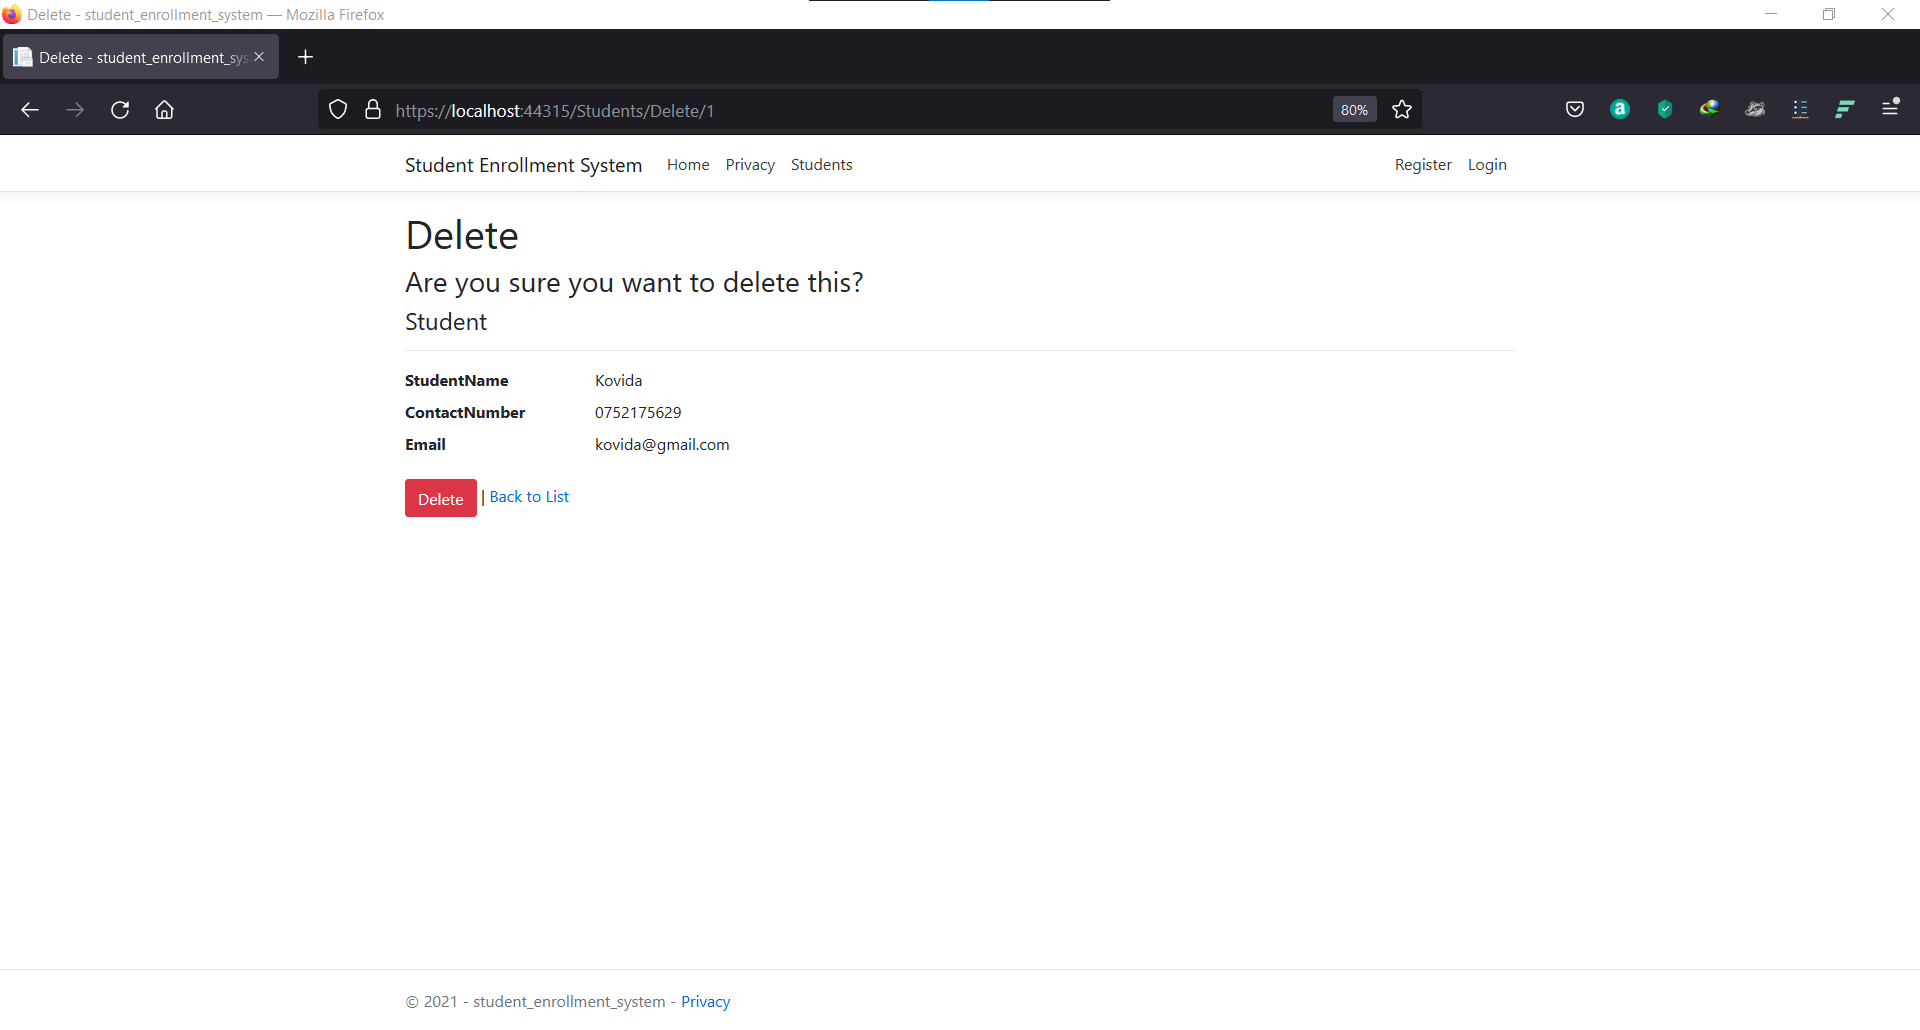 Delete - student_enrollment_system — Mozilla Firefox
Delete - student_enrollment_sys
https://localhost:44315/Students/Delete/1 80%
Student Enrollment System Home Privacy Students Register Login
Delete
Are you sure you want to delete this?
Student
StudentName Kovida
ContactNumber 0752175629
Email kovida@gmail.com
Delete | Back to List
© 2021 - student_enrollment_system - Privacy